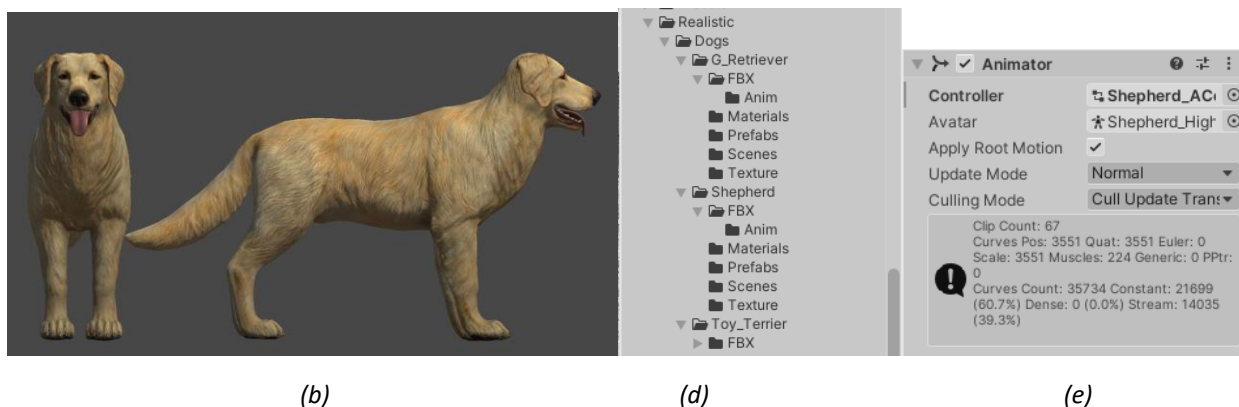 Realistic
Dogs
G_Retriever
FBX
Anim
Materials
Prefabs
Scenes
Texture
Shepherd
FBX
Anim
Materials
Prefabs
Scenes
Texture
Toy_Terrier
FBX
Animator
Controller Shepherd_AC
Avatar Shepherd_High
Apply Root Motion
Update Mode Normal
Culling Mode Cull Update Trans
Clip Count: 67
Curves Pos: 3551 Quat: 3551 Euler: 0
Scale: 3551 Muscles: 224 Generic: 0 PPtr:
0
Curves Count: 35734 Constant: 21699
(60.7%) Dense: 0 (0.0%) Stream: 14035
(39.3%)
(b) (d) (e)